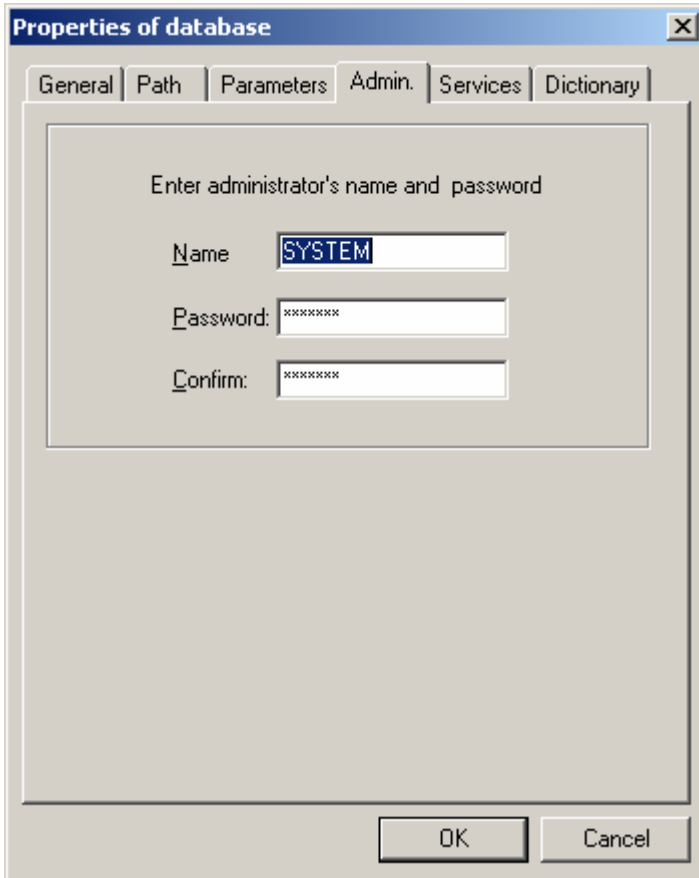 Properties of database
General Path Parameters Admin. Services Dictionary
Enter administrator's name and password
Name SYSTEM
Password: *******
Confirm: *******
OK Cancel